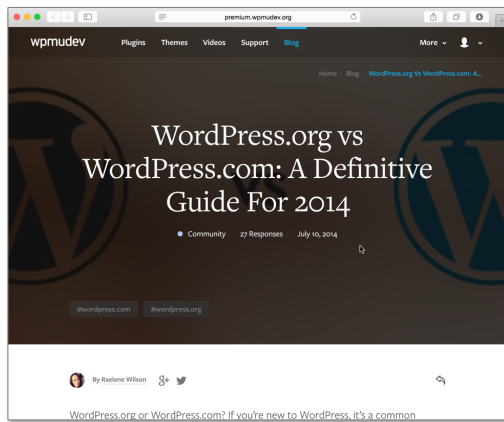 premium.wpmudev.org
wpmudev Plugins Themes Videos Support Blog More
Home Blog WordPress.org Vs WordPress.com: A...
WordPress.org vs
WordPress.com: A Definitive
Guide For 2014
Community 27 Responses July 10, 2014
#wordpress.com #wordpress.org
By Raelene Wilson 8+
WordPress.org or WordPress.com? If you're new to WordPress, it's a common